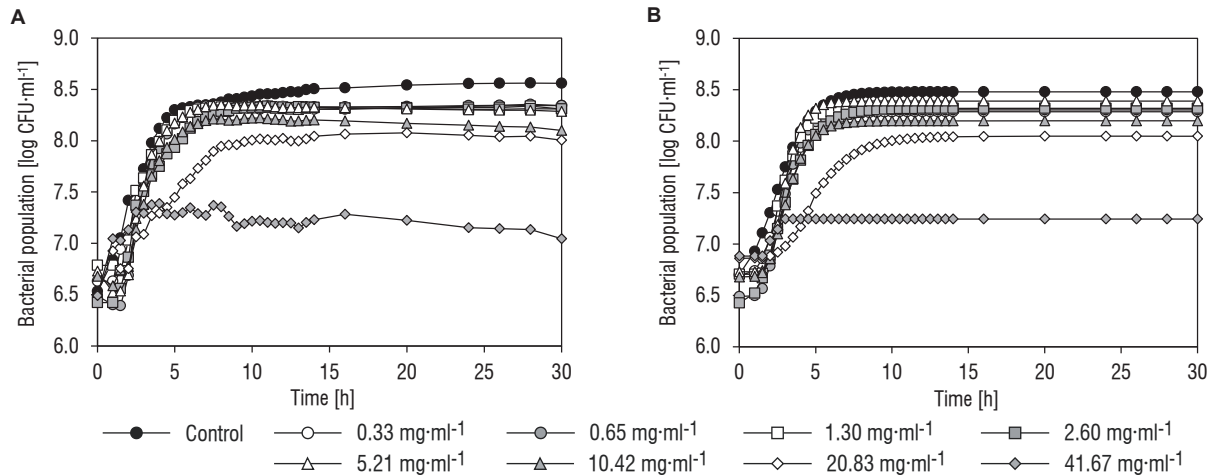 A
B
Bacterial population [log CFU·ml-1]
9.0
8.5
8.0
7.5
7.0
6.5
6.0
0 5 10 15 20 25 30
Time [h]
Bacterial population [log CFU·ml-1]
9.0
8.5
8.0
7.5
7.0
6.5
6.0
0 5 10 15 20 25 30
Time [h]
Control 0.33 mg·ml-1 0.65 mg·ml-1 1.30 mg·ml-1 2.60 mg·ml-1
5.21 mg·ml-1 10.42 mg·ml-1 20.83 mg·ml-1 41.67 mg·ml-1